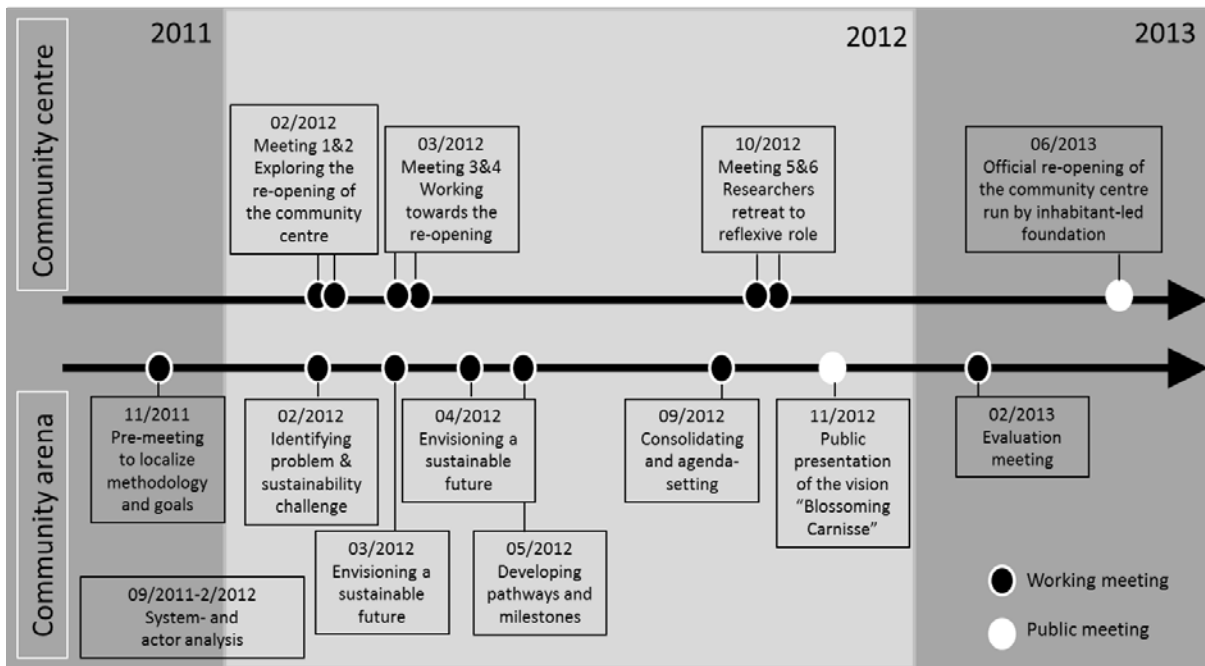 2011
2012
2013
Community centre
02/2012
Meeting 1&2
Exploring the
re-opening of
the community
centre
03/2012
Meeting 3&4
Working
towards the
re-opening
10/2012
Meeting 5&6
Researchers
retreat to
reflexive role
06/2013
Official re-opening of
the community centre
run by inhabitant-led
foundation
Community arena
11/2011
Pre-meeting
to localize
methodology
and goals
02/2012
Identifying
problem &
sustainability
challenge
04/2012
Envisioning a
sustainable
future
09/2012
Consolidating
and agenda-
setting
11/2012
Public
presentation
of the vision
“Blossoming
Carnisse”
02/2013
Evaluation
meeting
03/2012
Envisioning a
sustainable
future
05/2012
Developing
pathways and
milestones
09/2011-2/2012
System- and
actor analysis
Working meeting
Public meeting